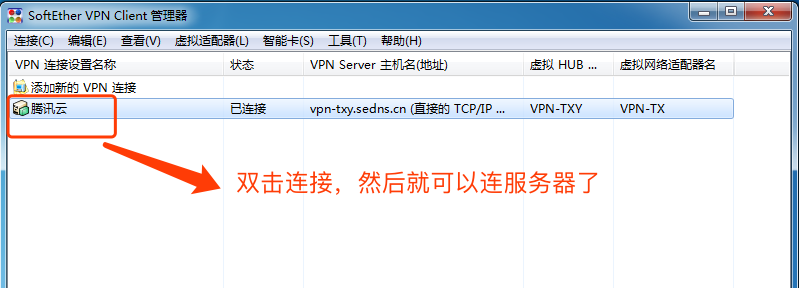 SoftEther VPN Client 管理器
连接(C) 编辑(E) 查看(V) 虚拟适配器(L) 智能卡(S) 工具(T) 帮助(H)
VPN 连接设置名称 状态 VPN Server 主机名(地址) 虚拟 HUB ... 虚拟网络适配器名
添加新的 VPN 连接
腾讯云 已连接 vpn-txy.sedns.cn (直接的 TCP/IP ... VPN-TXY VPN-TX
双击连接，然后就可以连服务器了